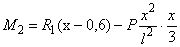 M₂ = R₁(x – 0,6) – P x²/l² · x/3